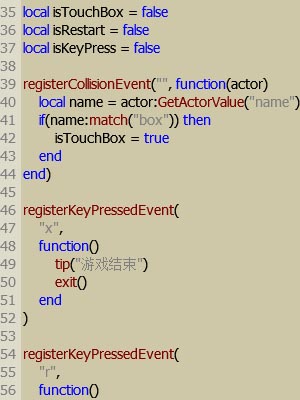 35 local isTouchBox = false
36 local isRestart = false
37 local isKeyPress = false
38
39 registerCollisionEvent("", function(actor)
40     local name = actor:GetActorValue("name")
41     if(name:match("box")) then
42         isTouchBox = true
43     end
44 end)
45
46 registerKeyPressedEvent(
47     "x",
48     function()
49         tip("游戏结束")
50         exit()
51     end
52 )
53
54 registerKeyPressedEvent(
55     "r",
56     function()